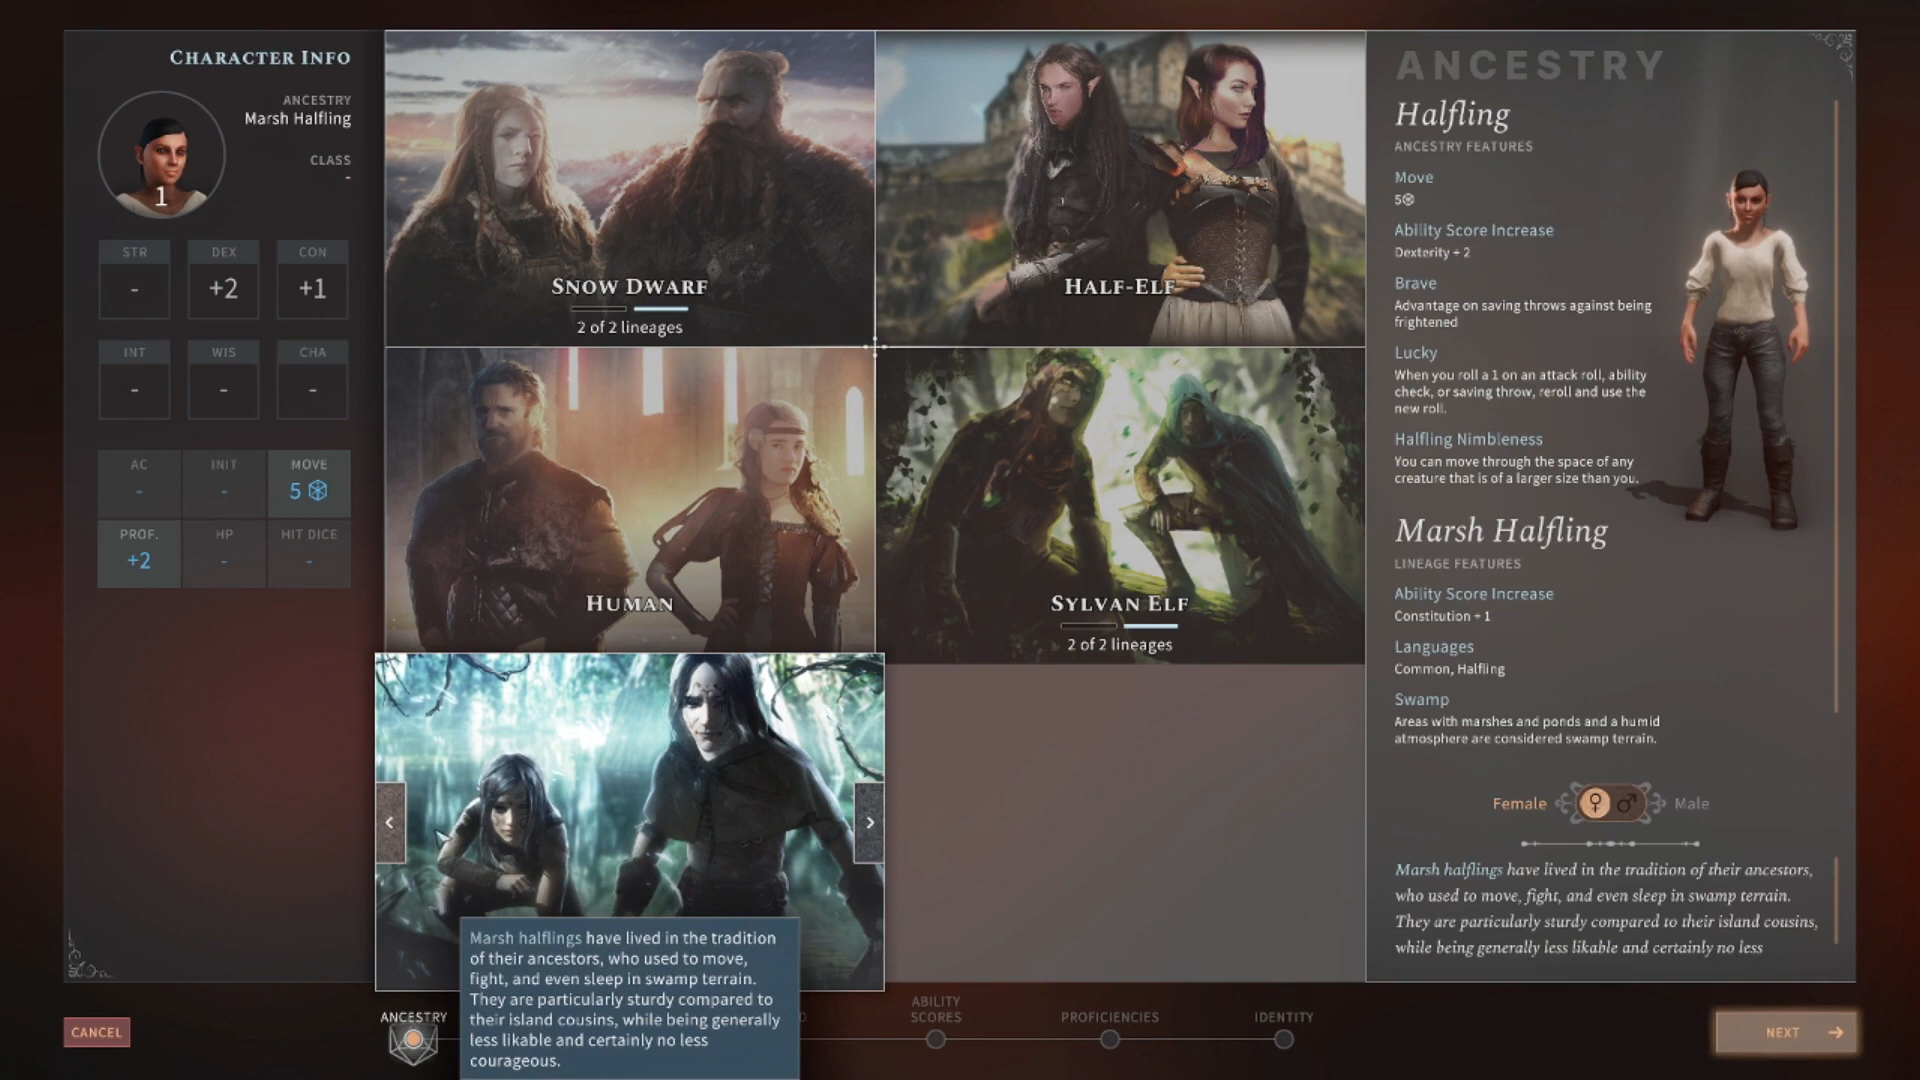 CHARACTER INFO
ANCESTRY
Marsh Halfling
CLASS
-
1
STR
DEX
CON
-
+2
+1
INT
WIS
CHA
-
-
-
AC
INIT
MOVE
-
-
5
PROF.
HP
HIT DICE
+2
-
-
SNOW DWARF
2 of 2 lineages
HALF-ELF
HUMAN
SYLVAN ELF
2 of 2 lineages
Marsh halflings have lived in the tradition
of their ancestors, who used to move,
fight, and even sleep in swamp terrain.
They are particularly sturdy compared to
their island cousins, while being generally
less likable and certainly no less
courageous.
ANCESTRY
Halfling
ANCESTRY FEATURES
Move
5
Ability Score Increase
Dexterity + 2
Brave
Advantage on saving throws against being
frightened
Lucky
When you roll a 1 on an attack roll, ability
check, or saving throw, reroll and use the
new roll.
Halfling Nimbleness
You can move through the space of any
creature that is of a larger size than you.
Marsh Halfling
LINEAGE FEATURES
Ability Score Increase
Constitution + 1
Languages
Common, Halfling
Swamp
Areas with marshes and ponds and a humid
atmosphere are considered swamp terrain.
Female
Male
Marsh halflings have lived in the tradition of their ancestors,
who used to move, fight, and even sleep in swamp terrain.
They are particularly sturdy compared to their island cousins,
while being generally less likable and certainly no less
CANCEL
ANCESTRY
D
ABILITY
SCORES
PROFICIENCIES
IDENTITY
NEXT